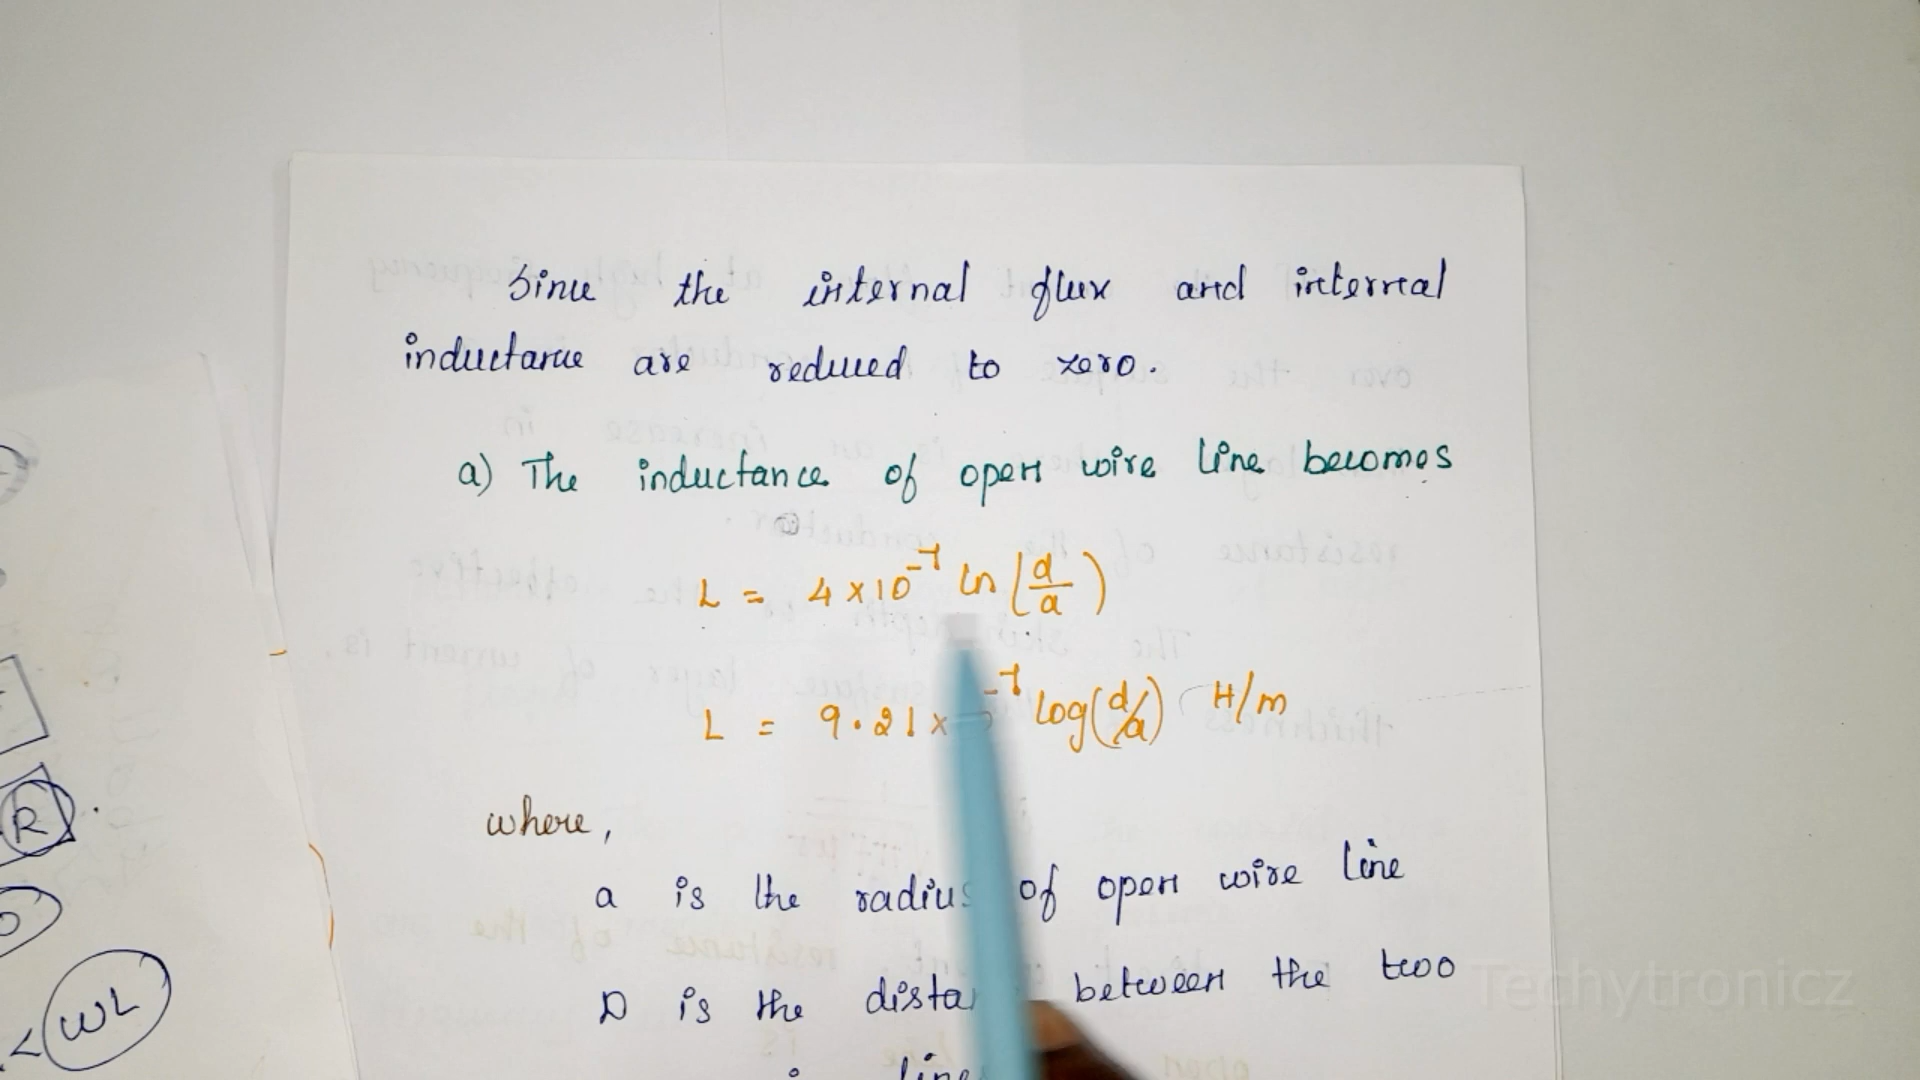 Since the internal flux and internal
inductance are reduced to zero.
a) The inductance of open wire line becomes
L = 4 × 10⁻⁷ ln (d/a)
L = 9.21 × ⁻⁷ log (d/a) H/m
where,
a is the radius of open wire line
D is the between the two
R
WL
Techytronicz